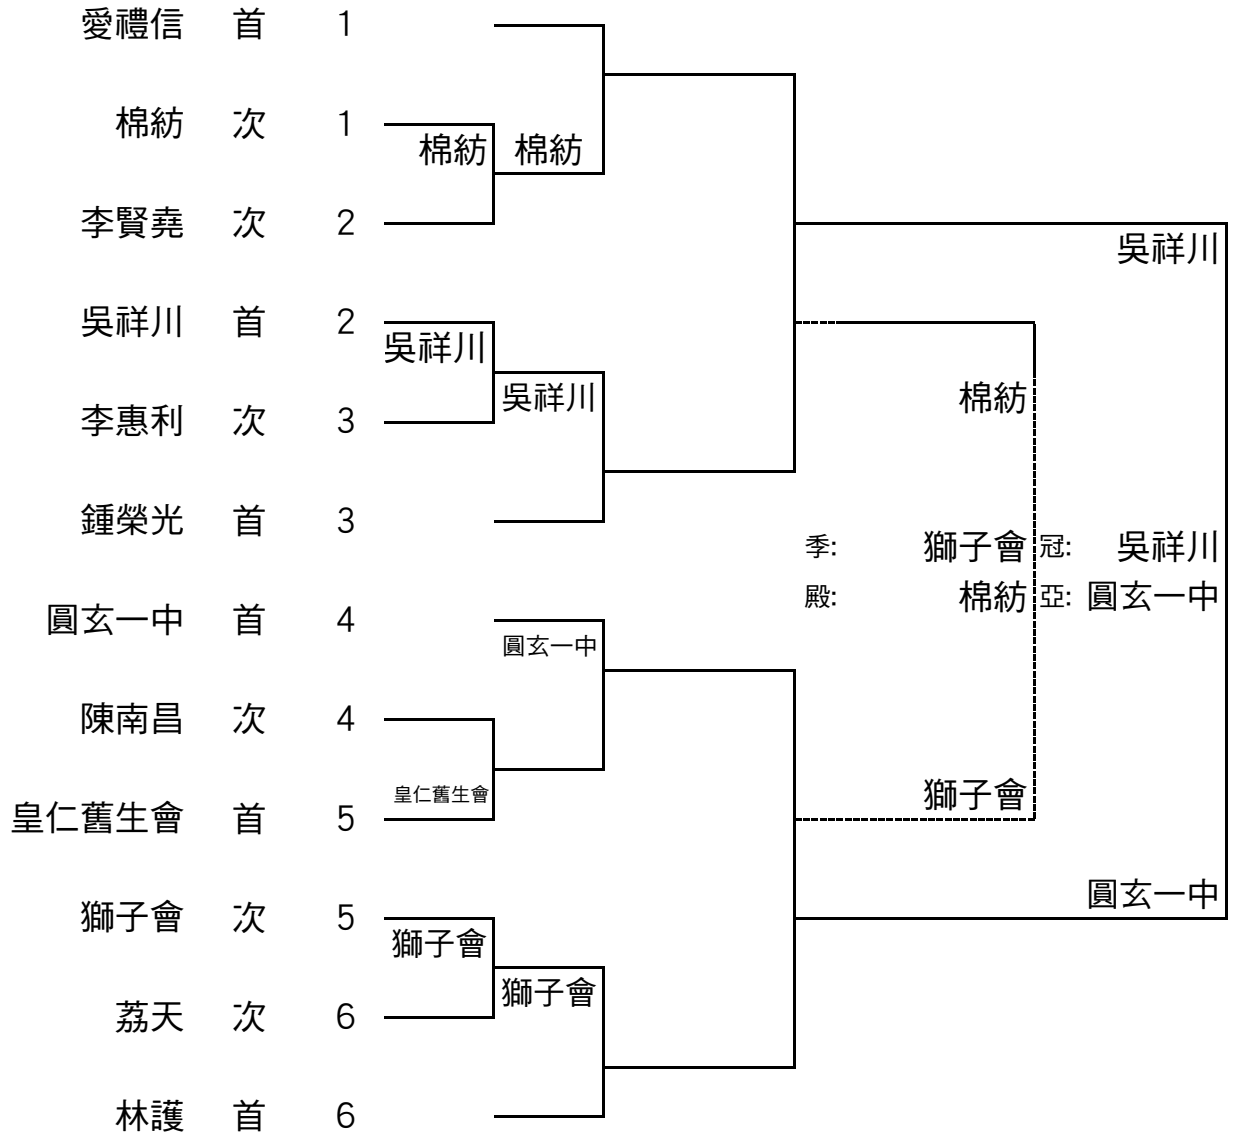 愛禮信 首 1
棉紡 次 1
棉紡 棉紡
李賢堯 次 2
吳祥川
吳祥川 首 2
吳祥川
吳祥川
棉紡
李惠利 次 3
鍾榮光 首 3
季: 獅子會 冠: 吳祥川
殿: 棉紡 亞: 圓玄一中
圓玄一中 首 4
圓玄一中
陳南昌 次 4
皇仁舊生會
獅子會
皇仁舊生會 首 5
圓玄一中
獅子會 次 5
獅子會
獅子會
荔天 次 6
林護 首 6